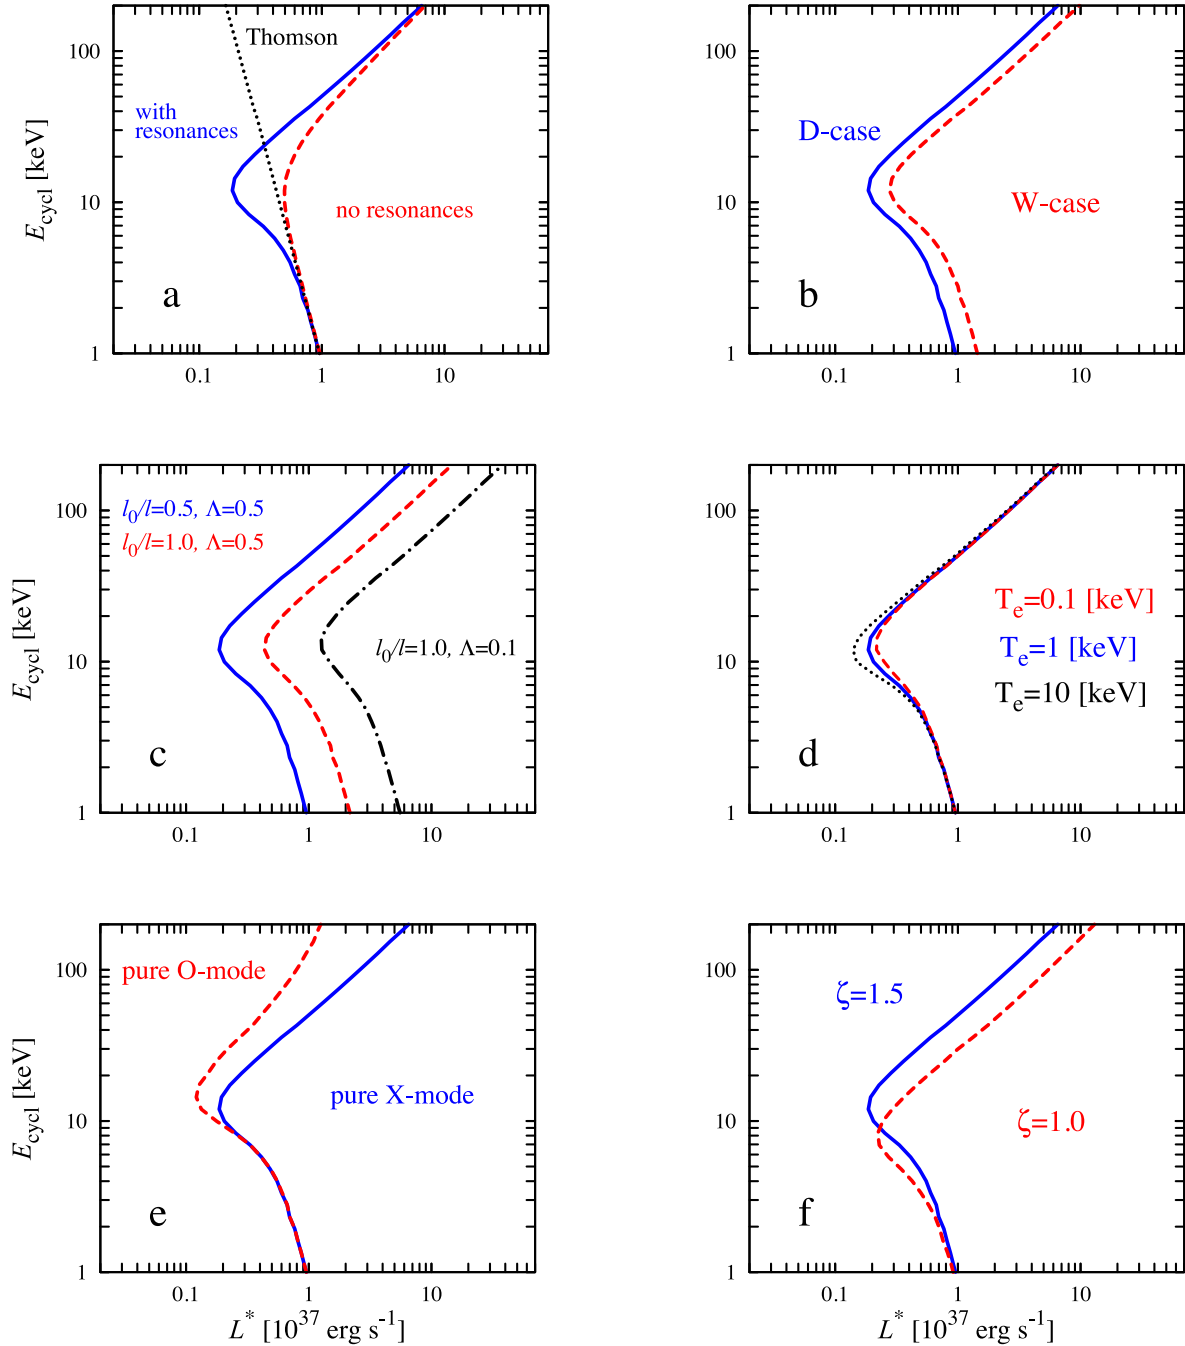 100
10
1
0.1
1
10
E_cycl [keV]
Thomson
with
resonances
no resonances
a
100
10
1
0.1
1
10
D-case
W-case
b
100
10
1
0.1
1
10
E_cycl [keV]
l_0/l=0.5, Λ=0.5
l_0/l=1.0, Λ=0.5
l_0/l=1.0, Λ=0.1
c
100
10
1
0.1
1
10
T_e=0.1 [keV]
T_e=1 [keV]
T_e=10 [keV]
d
100
10
1
0.1
1
10
E_cycl [keV]
pure O-mode
pure X-mode
e
L^* [10^37 erg s^-1]
100
10
1
0.1
1
10
ζ=1.5
ζ=1.0
f
L^* [10^37 erg s^-1]